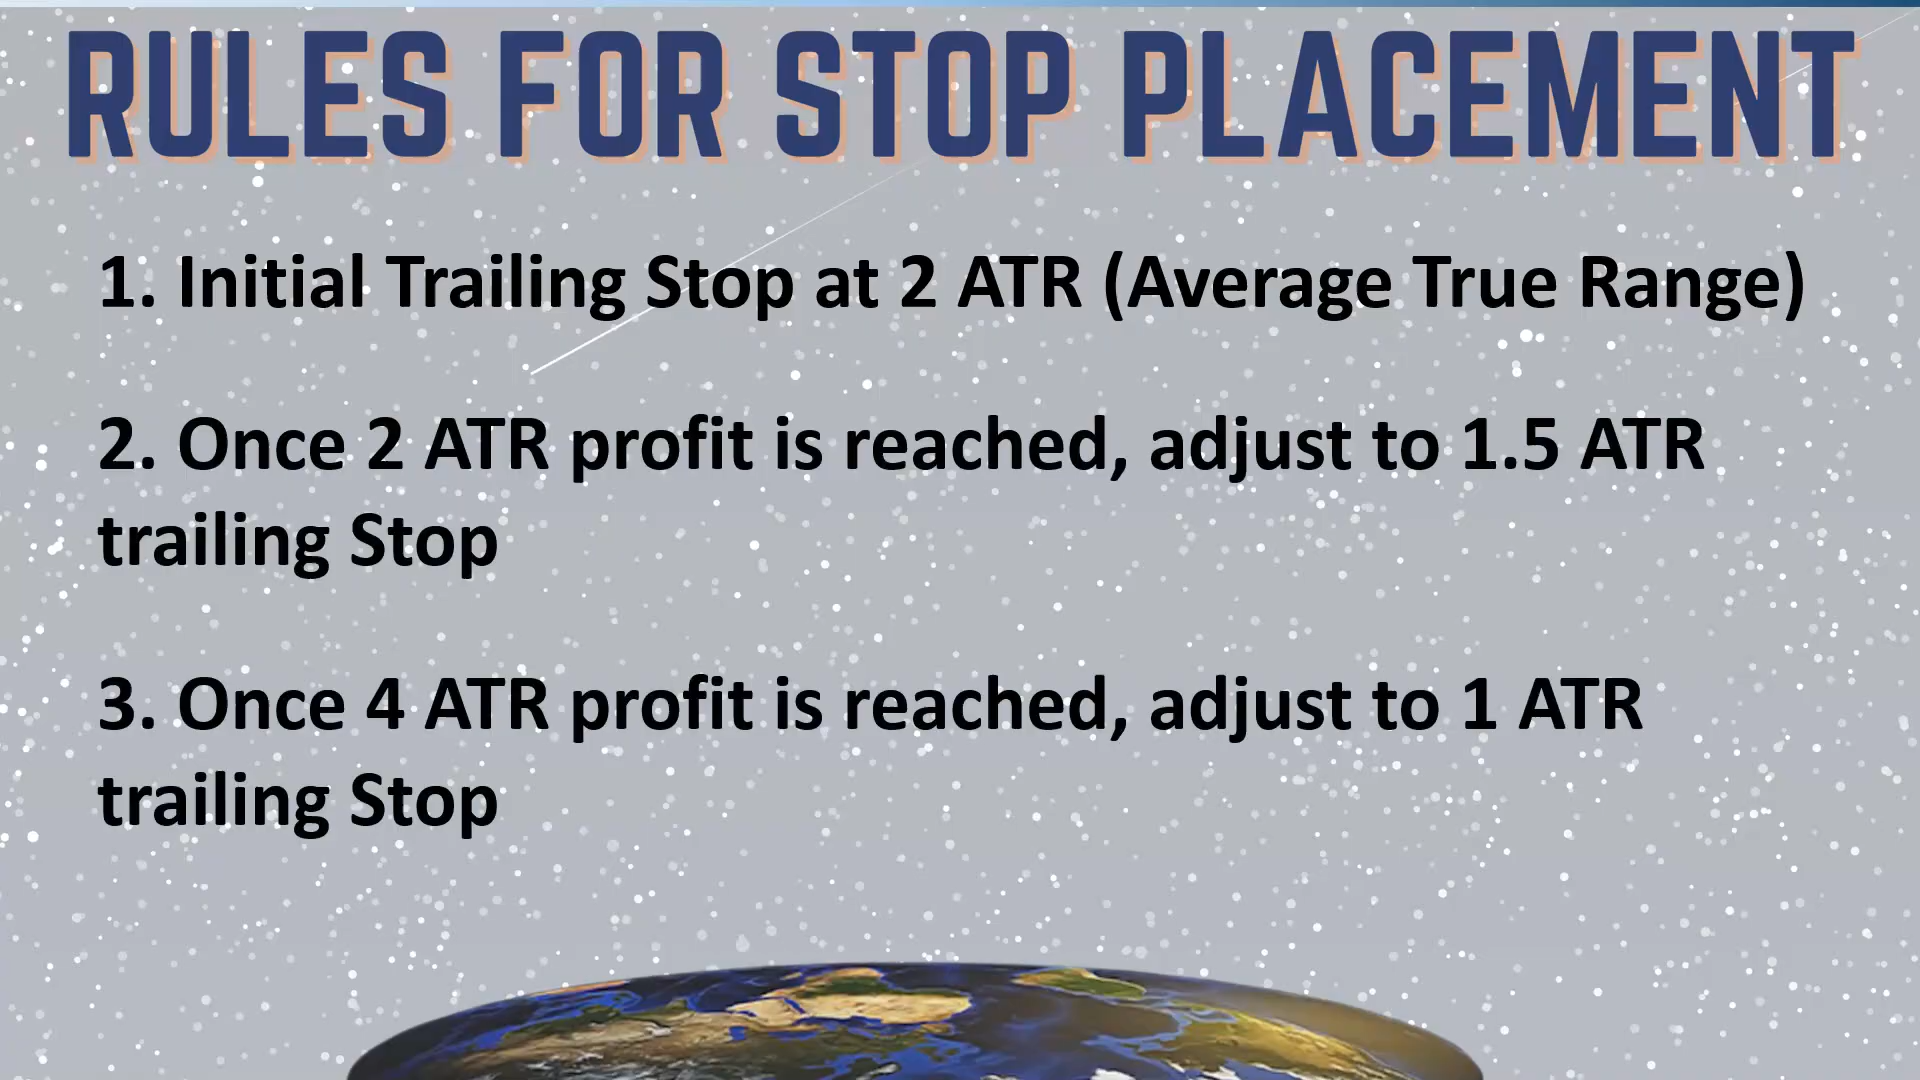 RULES FOR STOP PLACEMENT
1. Initial Trailing Stop at 2 ATR (Average True Range)
2. Once 2 ATR profit is reached, adjust to 1.5 ATR
trailing Stop
3. Once 4 ATR profit is reached, adjust to 1 ATR
trailing Stop